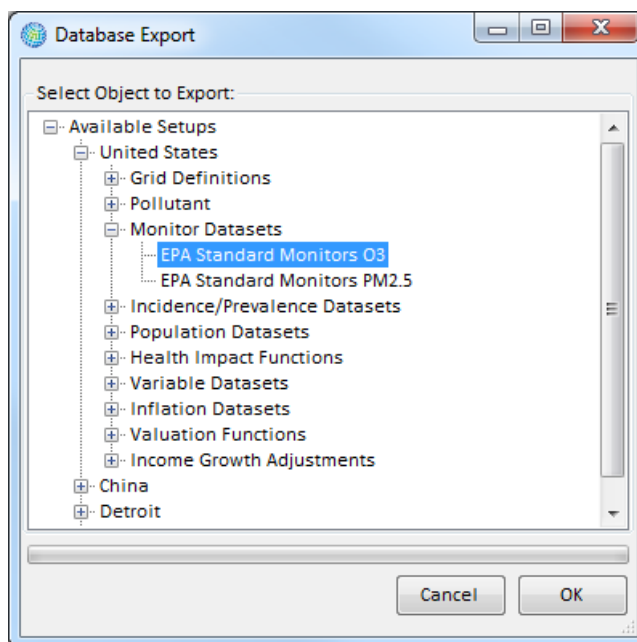 Database Export
Select Object to Export:
Available Setups
United States
Grid Definitions
Pollutant
Monitor Datasets
EPA Standard Monitors O3
EPA Standard Monitors PM2.5
Incidence/Prevalence Datasets
Population Datasets
Health Impact Functions
Variable Datasets
Inflation Datasets
Valuation Functions
Income Growth Adjustments
China
Detroit
Cancel OK